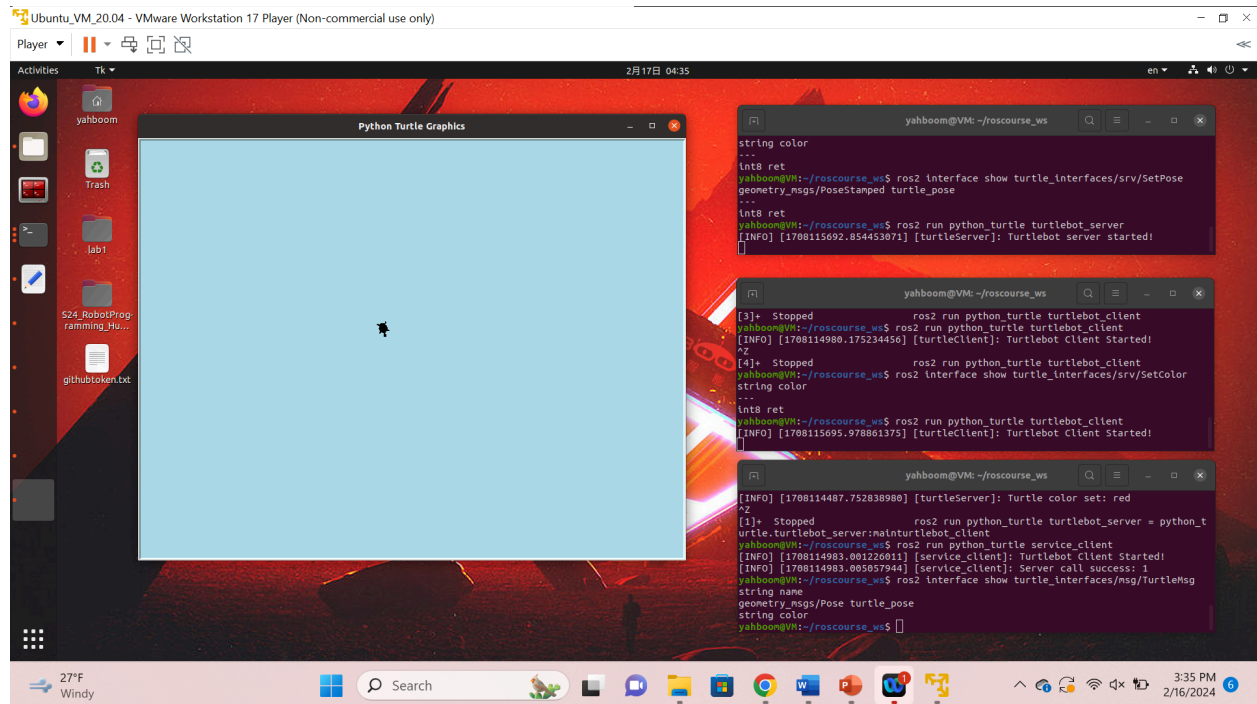 Ubuntu_VM_20.04 - VMware Workstation 17 Player (Non-commercial use only)
Player
Activities
Tk
2月17日 04:35
en
yahboom
Trash
lab1
S24_RobotProg-
ramming_Hu...
githubtoken.txt
Python Turtle Graphics
yahboom@VM: ~/roscourse_ws
string color
---
int8 ret
yahboom@VM:~/roscourse_ws$ ros2 interface show turtle_interfaces/srv/SetPose
geometry_msgs/PoseStamped turtle_pose
---
int8 ret
yahboom@VM:~/roscourse_ws$ ros2 run python_turtle turtlebot_server
[INFO] [1708115692.854453071] [turtleServer]: Turtlebot server started!
yahboom@VM: ~/roscourse_ws
[3]+  Stopped                 ros2 run python_turtle turtlebot_client
yahboom@VM:~/roscourse_ws$ ros2 run python_turtle turtlebot_client
[INFO] [1708114980.175234456] [turtleClient]: Turtlebot Client Started!
^Z
[4]+  Stopped                 ros2 run python_turtle turtlebot_client
yahboom@VM:~/roscourse_ws$ ros2 interface show turtle_interfaces/srv/SetColor
string color
---
int8 ret
yahboom@VM:~/roscourse_ws$ ros2 run python_turtle turtlebot_client
[INFO] [1708115695.978861375] [turtleClient]: Turtlebot Client Started!
yahboom@VM: ~/roscourse_ws
[INFO] [1708114487.752838980] [turtleServer]: Turtle color set: red
^Z
[1]+  Stopped                 ros2 run python_turtle turtlebot_server = python_t
urtle.turtlebot_server:mainturtlebot_client
yahboom@VM:~/roscourse_ws$ ros2 run python_turtle service_client
[INFO] [1708114983.001226011] [service_client]: Turtlebot Client Started!
[INFO] [1708114983.005057944] [service_client]: Server call success: 1
yahboom@VM:~/roscourse_ws$ ros2 interface show turtle_interfaces/msg/TurtleMsg
string name
geometry_msgs/Pose turtle_pose
string color
yahboom@VM:~/roscourse_ws$
27°F
Windy
Search
3:35 PM
2/16/2024
6